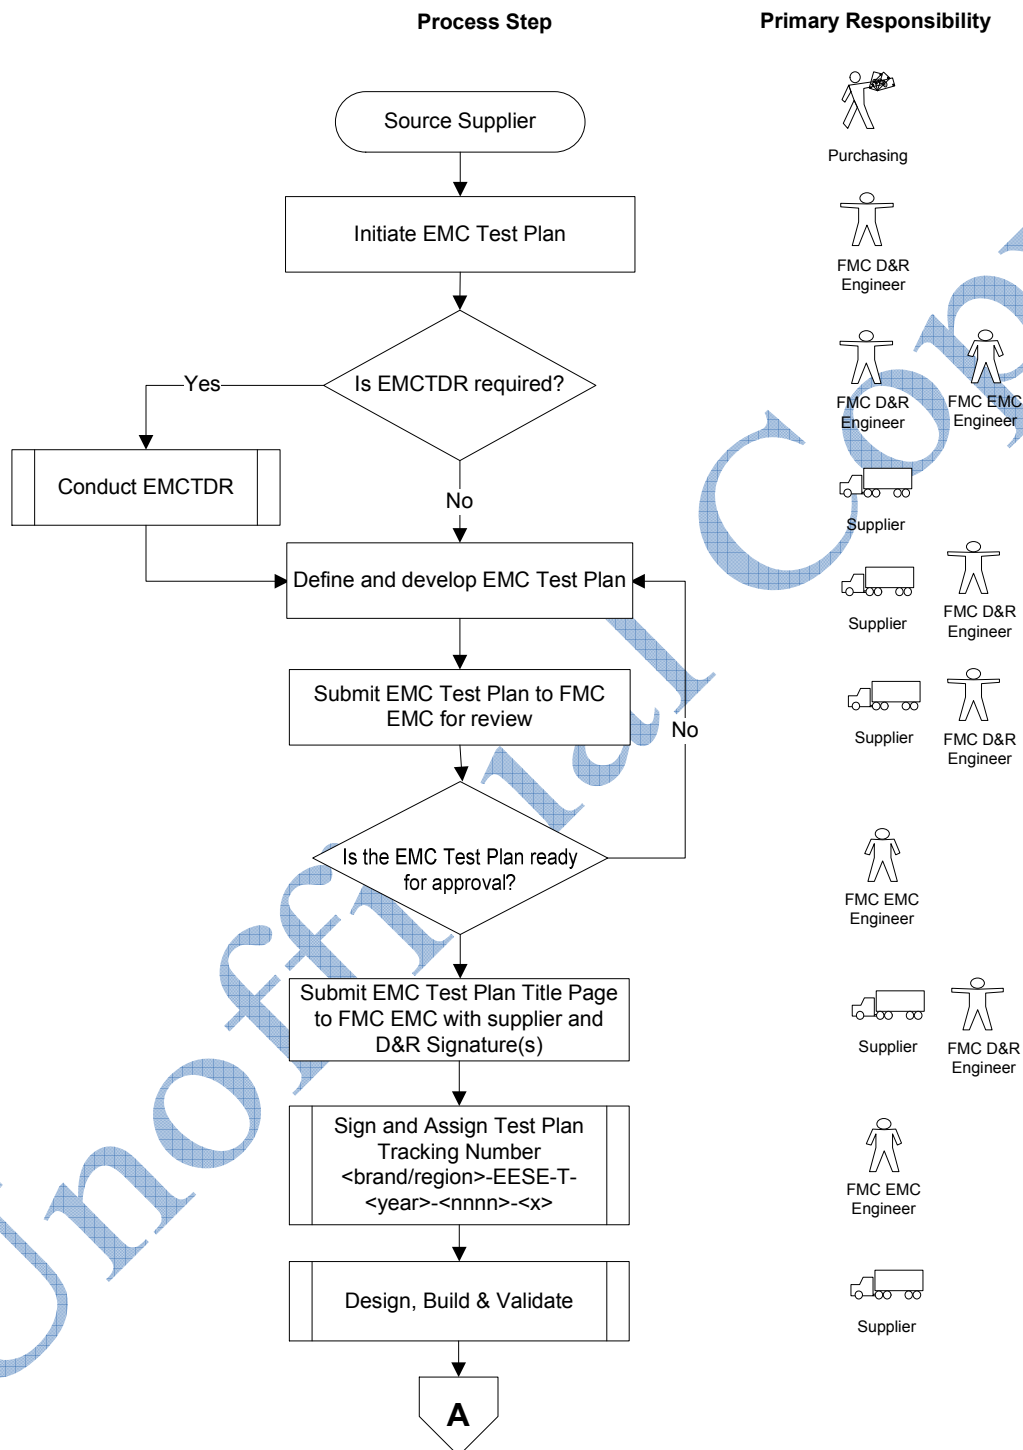 Process Step
Primary Responsibility
Source Supplier
Purchasing
Initiate EMC Test Plan
FMC D&R
Engineer
Is EMCTDR required?
FMC D&R
Engineer
FMC EMC
Engineer
Yes
Conduct EMCTDR
No
Supplier
Define and develop EMC Test Plan
Supplier
FMC D&R
Engineer
Submit EMC Test Plan to FMC
EMC for review
Supplier
FMC D&R
Engineer
No
Is the EMC Test Plan ready
for approval?
FMC EMC
Engineer
Submit EMC Test Plan Title Page
to FMC EMC with supplier and
D&R Signature(s)
Supplier
FMC D&R
Engineer
Sign and Assign Test Plan
Tracking Number
<brand/region>-EESE-T-
<year>-<nnnn>-<x>
FMC EMC
Engineer
Design, Build & Validate
Supplier
A